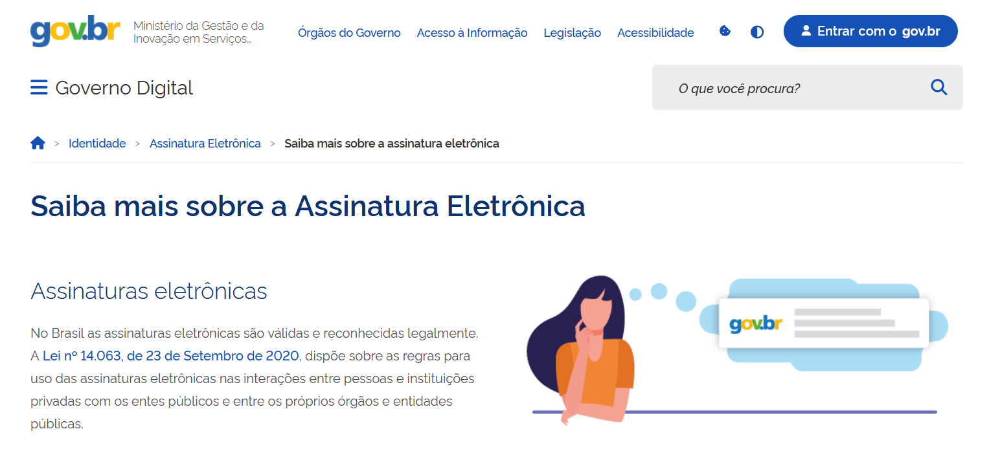 gov.br
Ministério da Gestão e da
Inovação em Serviços...
Órgãos do Governo
Acesso à Informação
Legislação
Acessibilidade
Entrar com o gov.br
Governo Digital
O que você procura?
> Identidade > Assinatura Eletrônica > Saiba mais sobre a assinatura eletrônica
Saiba mais sobre a Assinatura Eletrônica
Assinaturas eletrônicas
No Brasil as assinaturas eletrônicas são válidas e reconhecidas legalmente.
A Lei nº 14.063, de 23 de Setembro de 2020, dispõe sobre as regras para
uso das assinaturas eletrônicas nas interações entre pessoas e instituições
privadas com os entes públicos e entre os próprios órgãos e entidades
públicas.
gov.br